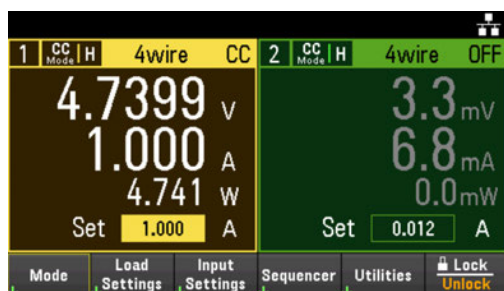 1 CC Mode H 4wire CC
4.7399 V
1.000 A
4.741 W
Set 1.000 A
2 CC Mode H 4wire OFF
3.3 mV
6.8 mA
0.0 mW
Set 0.012 A
Mode
Load
Settings
Input
Settings
Sequencer
Utilities
Lock
Unlock